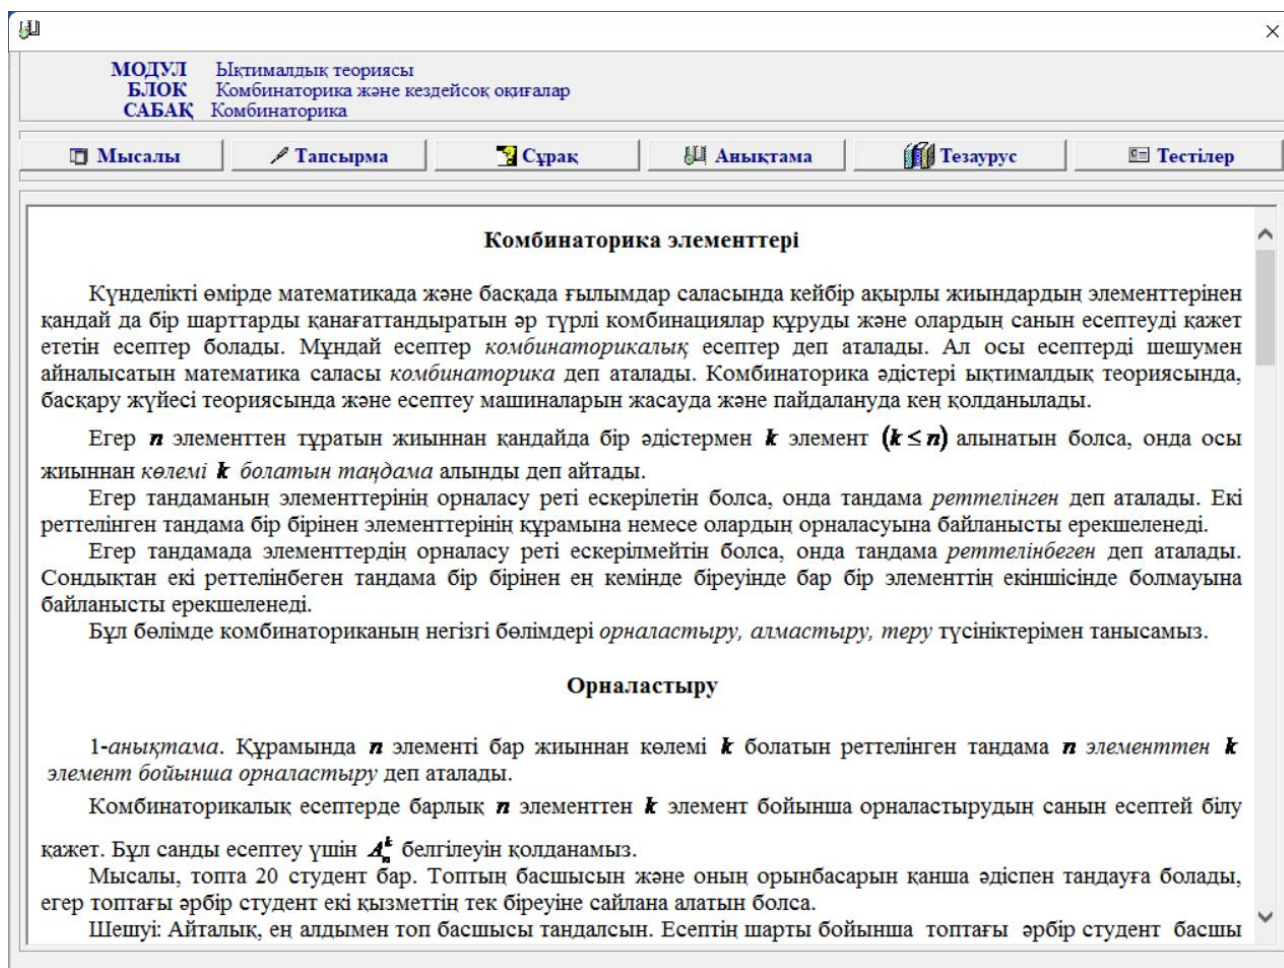 МОДУЛ Ықтималдық теориясы
БЛОК Комбинаторика және кездейсоқ оқиғалар
САБАҚ Комбинаторика
Мысалы Тапсырма Сұрақ Анықтама Тезаурус Тестілер
Комбинаторика элементтері
Күнделікті өмірде математикада және басқада ғылымдар саласында кейбір ақырлы жиындардың элементтерінен
қандай да бір шарттарды қанағаттандыратын әр түрлі комбинациялар құруды және олардың санын есептеуді қажет
ететін есептер болады. Мұндай есептер комбинаторикалық есептер деп аталады. Ал осы есептерді шешумен
айналысатын математика саласы комбинаторика деп аталады. Комбинаторика әдістері ықтималдық теориясында,
басқару жүйесі теориясында және есептеу машиналарын жасауда және пайдалануда кең қолданылады.
Егер n элементтен тұратын жиыннан қандайда бір әдістермен k элемент (k ≤ n) алынатын болса, онда осы
жиыннан көлемі k болатын таңдама алынды деп айтады.
Егер таңдаманың элементтерінің орналасу реті ескерілетін болса, онда таңдама реттелінген деп аталады. Екі
реттелінген таңдама бір бірінен элементтерінің құрамына немесе олардың орналасуына байланысты ерекшеленеді.
Егер таңдамада элементтердің орналасу реті ескерілмейтін болса, онда таңдама реттелінбеген деп аталады.
Сондықтан екі реттелінбеген таңдама бір бірінен ең кемінде біреуінде бар бір элементтің екіншісінде болмауына
байланысты ерекшеленеді.
Бұл бөлімде комбинаториканың негізгі бөлімдері орналастыру, алмастыру, теру түсініктерімен танысамыз.
Орналастыру
1-анықтама. Құрамында n элементі бар жиыннан көлемі k болатын реттелінген таңдама n элементтен k
элемент бойынша орналастыру деп аталады.
Комбинаторикалық есептерде барлық n элементтен k элемент бойынша орналастырудың санын есептей білу
қажет. Бұл санды есептеу үшін A_n^k белгілеуін қолданамыз.
Мысалы, топта 20 студент бар. Топтың басшысын және оның орынбасарын қанша әдіспен таңдауға болады,
егер топтағы әрбір студент екі қызметтің тек біреуіне сайлана алатын болса.
Шешуі: Айталық, ең алдымен топ басшысы таңдалсын. Есептің шарты бойынша топтағы әрбір студент басшы